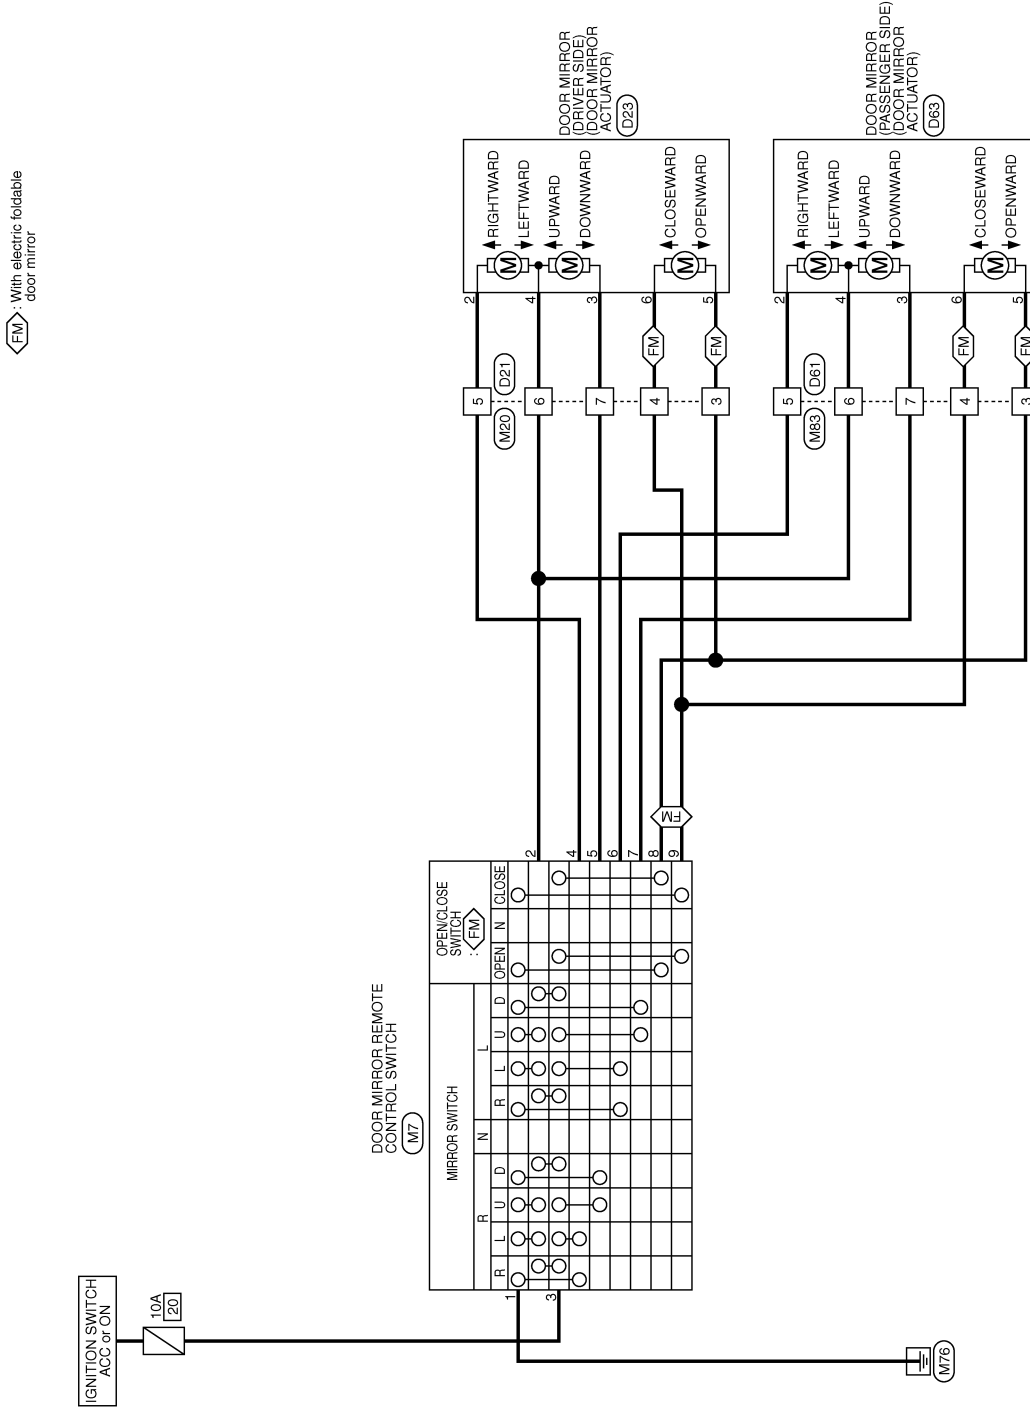 FM : With electric foldable
door mirror
IGNITION SWITCH
ACC or ON
10A
20
DOOR MIRROR REMOTE
CONTROL SWITCH
M7
MIRROR SWITCH
OPEN/CLOSE
SWITCH
: FM
R N L
R L U D R L U D OPEN N CLOSE
1
3
2
4
5
6
7
8
9
FM
M76
M20 D21
5
6
7
4
3
FM
FM
2
4
3
6
5
M
M
M
RIGHTWARD
LEFTWARD
UPWARD
DOWNWARD
CLOSEWARD
OPENWARD
DOOR MIRROR
(DRIVER SIDE)
(DOOR MIRROR
ACTUATOR)
D23
M83 D61
5
6
7
4
3
FM
FM
2
4
3
6
5
M
M
M
RIGHTWARD
LEFTWARD
UPWARD
DOWNWARD
CLOSEWARD
OPENWARD
DOOR MIRROR
(PASSENGER SIDE)
(DOOR MIRROR
ACTUATOR)
D63